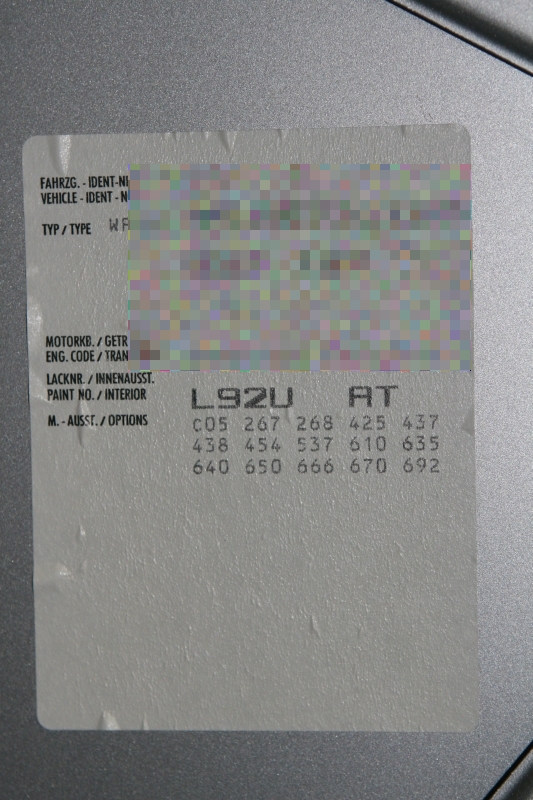 FAHRZG. - IDENT-N
VEHICLE - IDENT - N
TYP / TYPE WA
MOTORKB. / GETR
ENG. CODE / TRAN
LACKNR. / INNENAUSST.
PAINT NO. / INTERIOR L92U AT
M. - AUSST. / OPTIONS C05 267 268 425 437
438 454 537 610 635
640 650 666 670 692